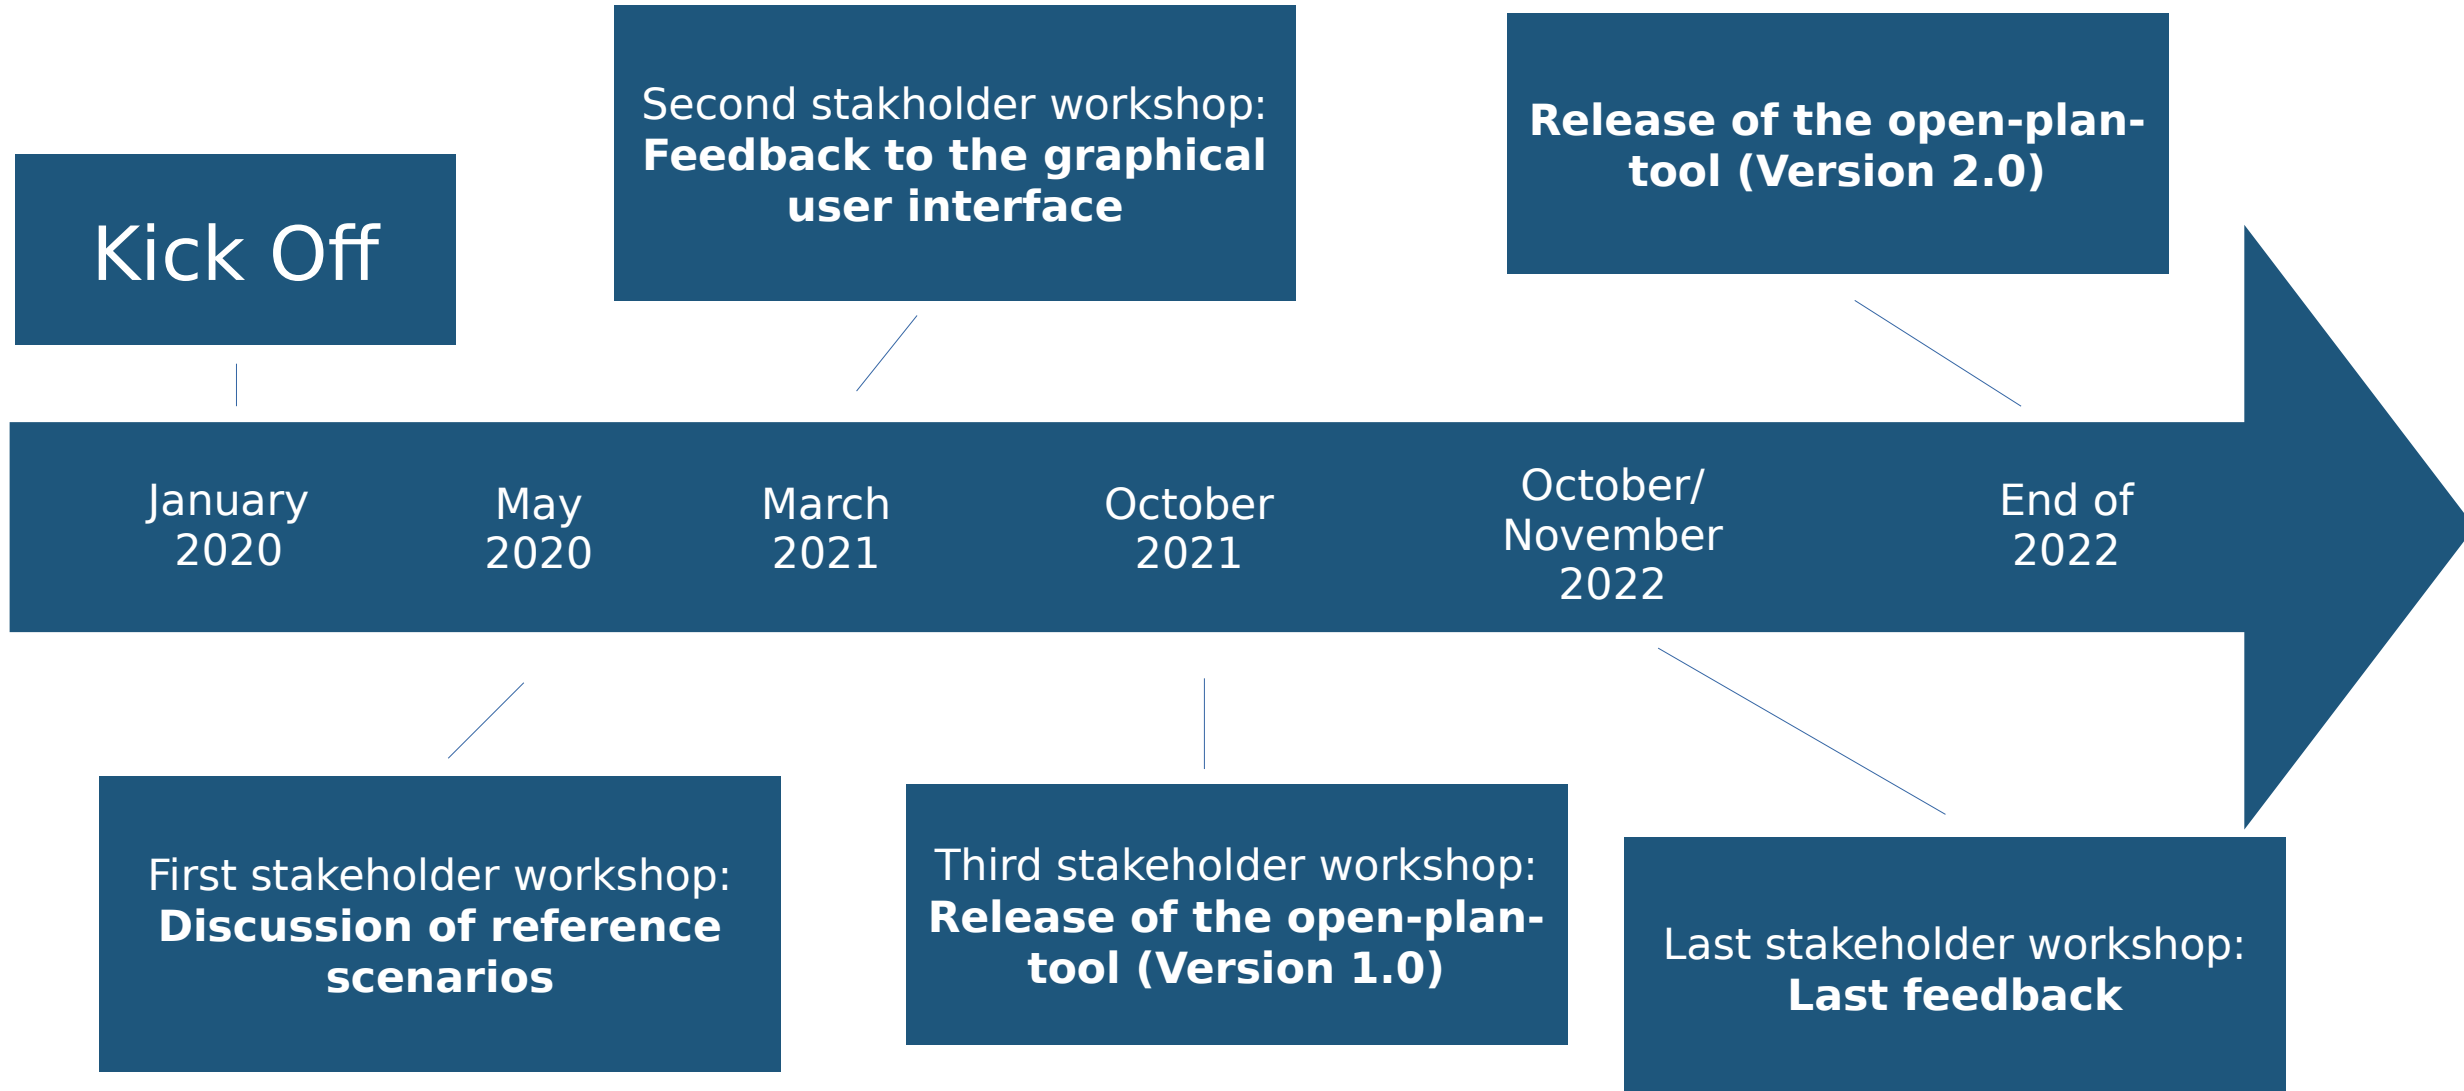 Kick Off
Second stakholder workshop:
Feedback to the graphical
user interface
Release of the open-plan-
tool (Version 2.0)
January
2020
May
2020
March
2021
October
2021
October/
November
2022
End of
2022
First stakeholder workshop:
Discussion of reference
scenarios
Third stakeholder workshop:
Release of the open-plan-
tool (Version 1.0)
Last stakeholder workshop:
Last feedback